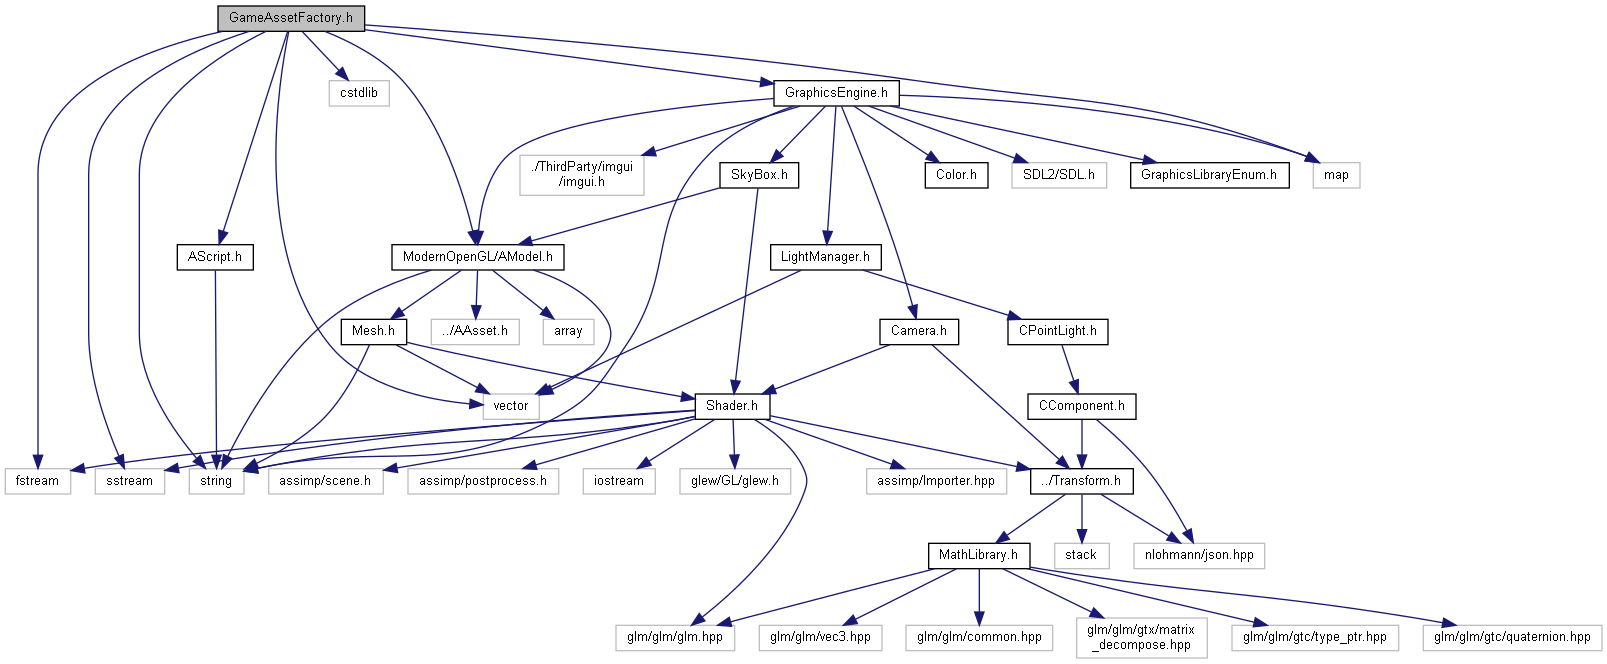 GameAssetFactory.h
cstdlib
GraphicsEngine.h
./ThirdParty/imgui
/imgui.h
SkyBox.h
Color.h
SDL2/SDL.h
GraphicsLibraryEnum.h
map
AScript.h
ModernOpenGL/AModel.h
LightManager.h
Mesh.h
../AAsset.h
array
Camera.h
CPointLight.h
vector
Shader.h
CComponent.h
fstream
sstream
string
assimp/scene.h
assimp/postprocess.h
iostream
glew/GL/glew.h
assimp/Importer.hpp
../Transform.h
MathLibrary.h
stack
nlohmann/json.hpp
glm/glm/glm.hpp
glm/glm/vec3.hpp
glm/glm/common.hpp
glm/glm/gtx/matrix
_decompose.hpp
glm/glm/gtc/type_ptr.hpp
glm/glm/gtc/quaternion.hpp